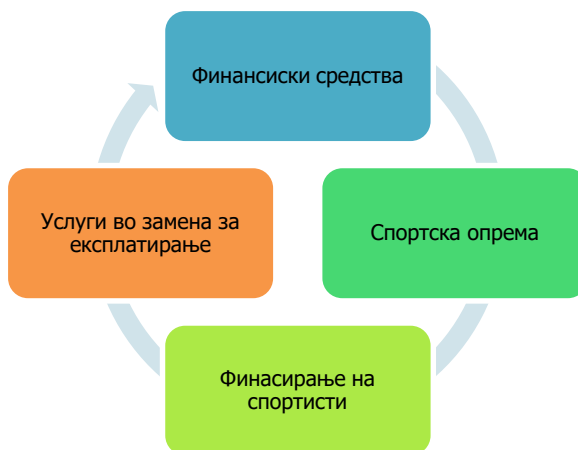 Финансиски средства
Спортска опрема
Финасирање на
спортисти
Услуги во замена за
експлатирање